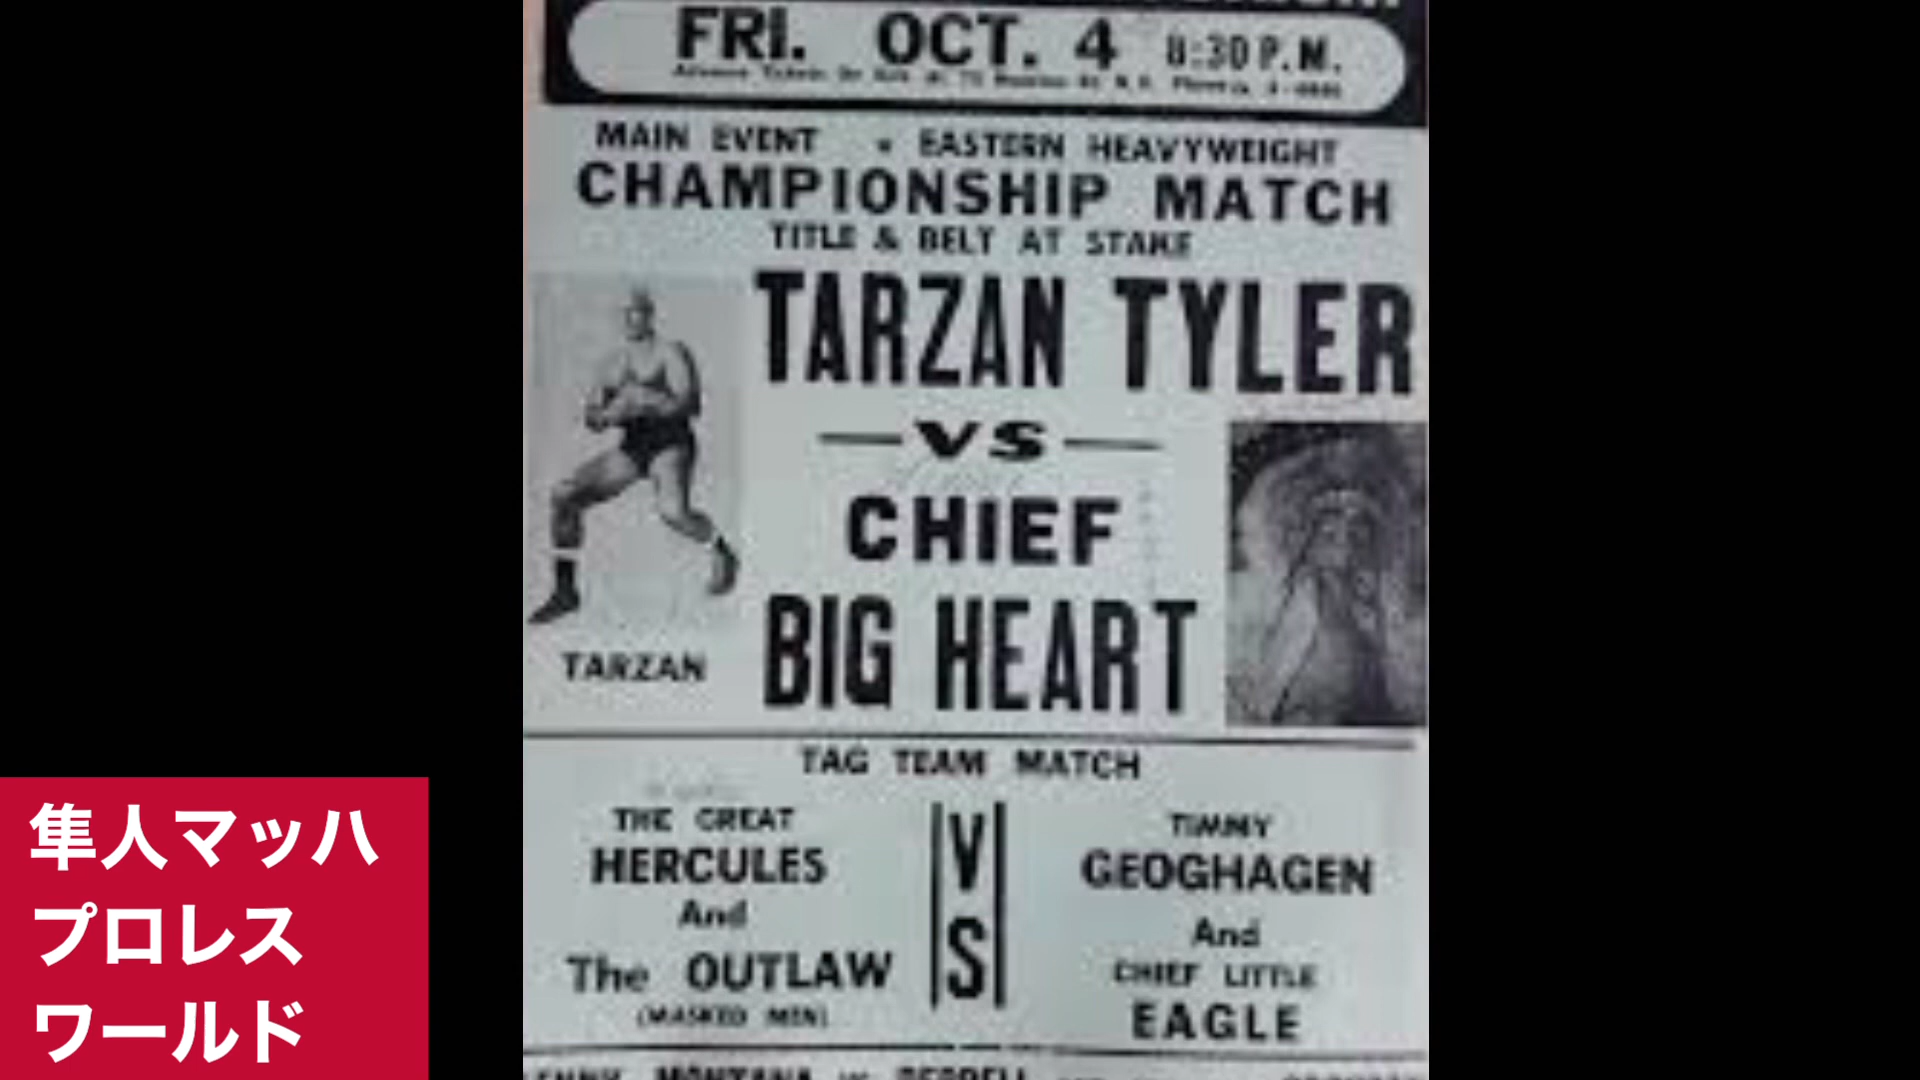 FRI. OCT. 4 8:30 P.M.
MAIN EVENT EASTERN HEAVYWEIGHT
CHAMPIONSHIP MATCH
TITLE & BELT AT STAKE
TARZAN TYLER
VS
CHIEF
BIG HEART
TARZAN
TAG TEAM MATCH
THE GREAT
HERCULES
And
The OUTLAW
(MASKED MEN)
VS
TIMMY
GEOGHAGEN
And
CHIEF LITTLE
EAGLE
MONTANA
隼人マッハ
プロレス
ワールド